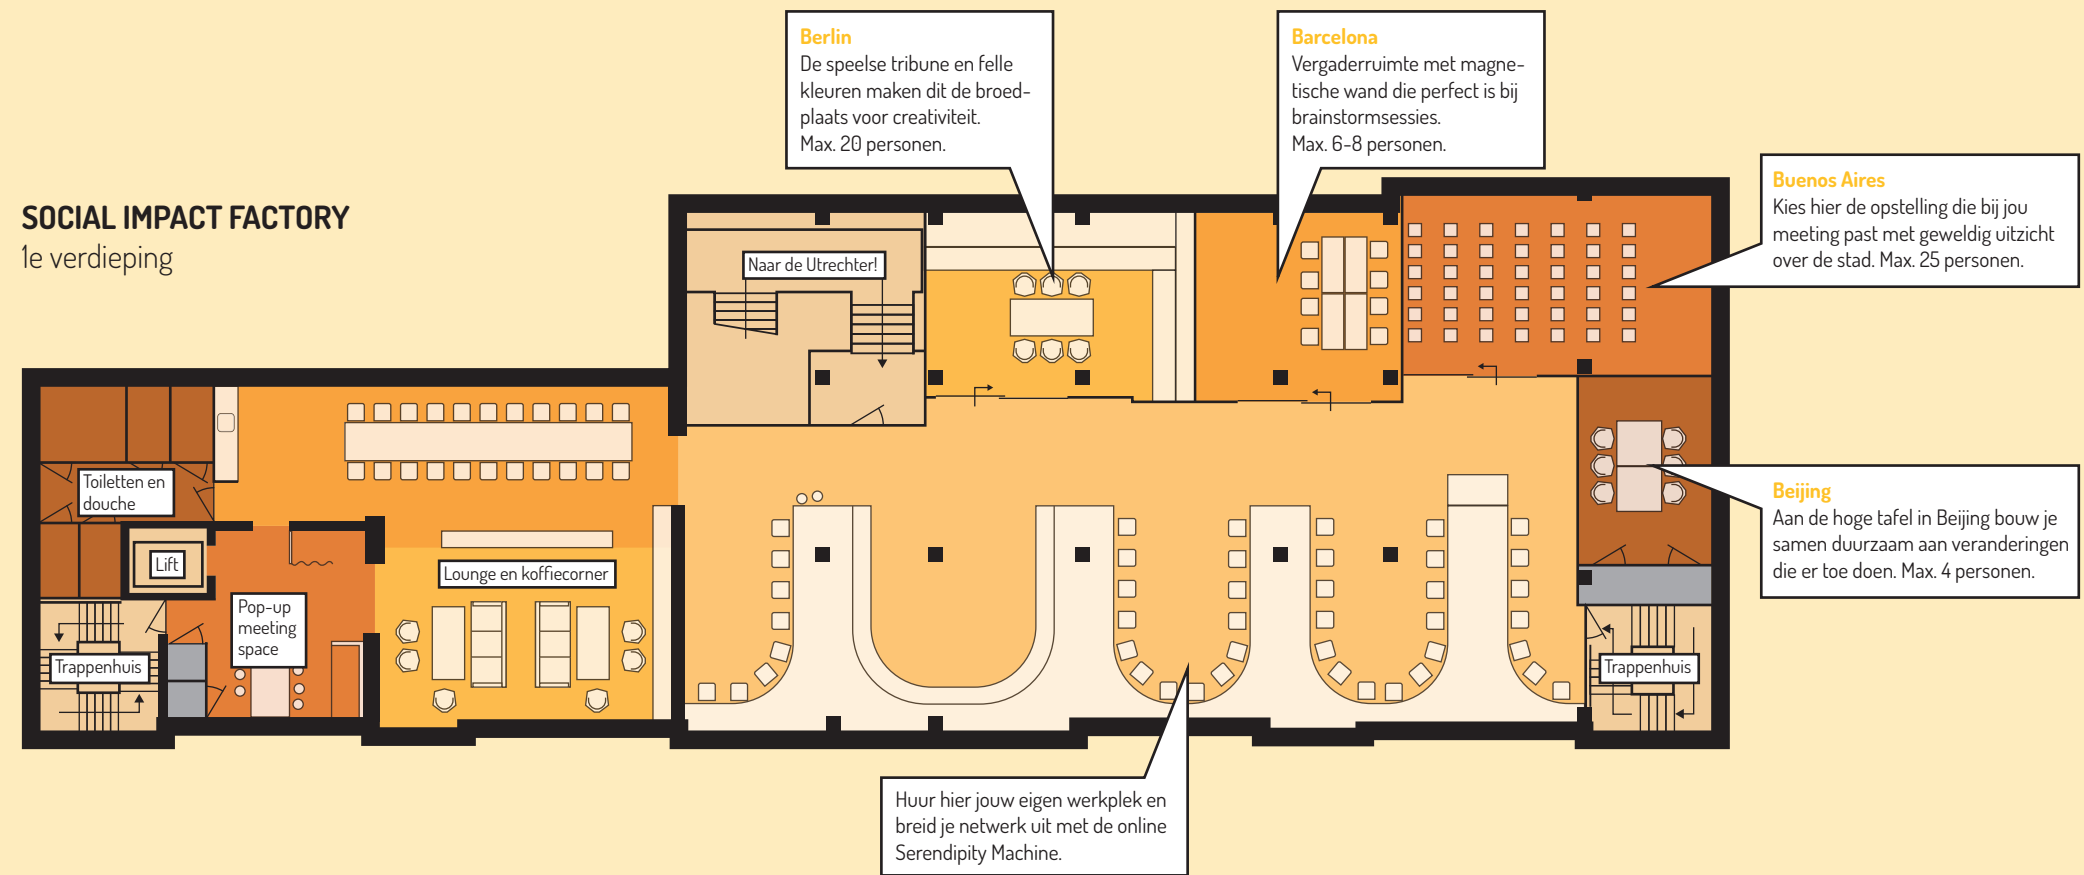 SOCIAL IMPACT FACTORY
1e verdieping
Berlin
De speelse tribune en felle
kleuren maken dit de broed-
plaats voor creativiteit.
Max. 20 personen.
Barcelona
Vergaderruimte met magne-
tische wand die perfect is bij
brainstormsessies.
Max. 6-8 personen.
Buenos Aires
Kies hier de opstelling die bij jou
meeting past met geweldig uitzicht
over de stad. Max. 25 personen.
Naar de Utrechter!
Toiletten en
douche
Lift
Pop-up
meeting
space
Lounge en koffiecorner
Trappenhuis
Beijing
Aan de hoge tafel in Beijing bouw je
samen duurzaam aan veranderingen
die er toe doen. Max. 4 personen.
Trappenhuis
Huur hier jouw eigen werkplek en
breid je netwerk uit met de online
Serendipity Machine.